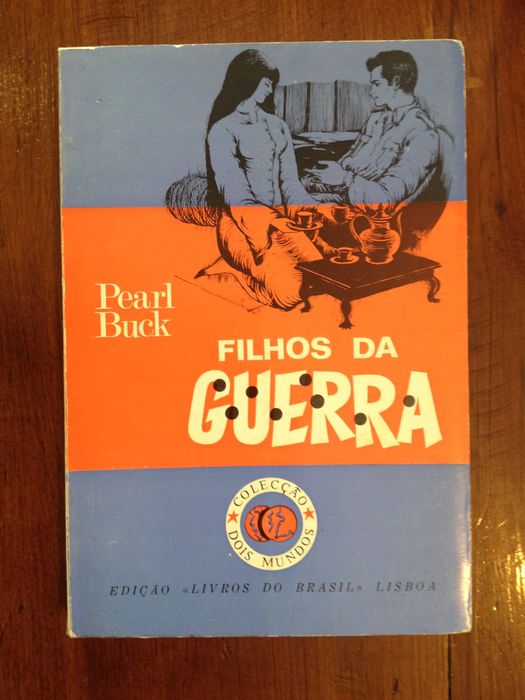 Pearl
Buck
FILHOS DA
GUERRA
COLECÇÃO
DOIS MUNDOS
EDIÇÃO «LIVROS DO BRASIL» LISBOA